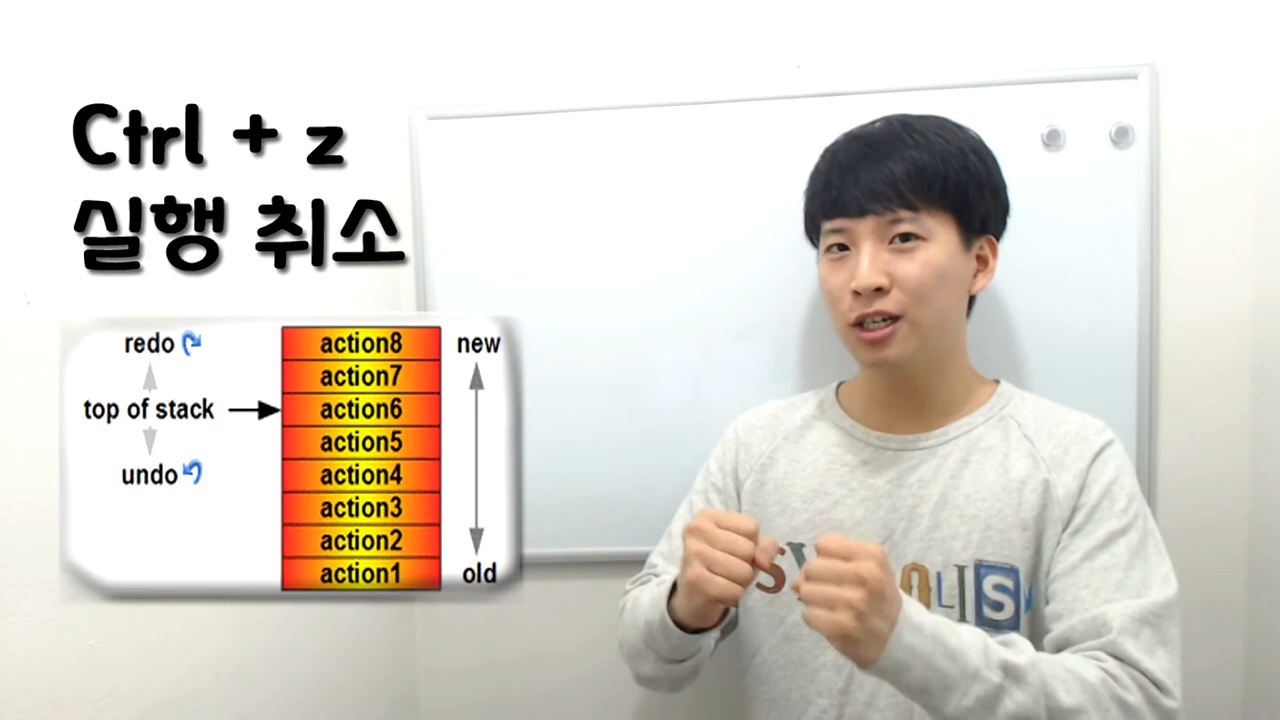 Ctrl + z
실행 취소
redo
top of stack
undo
action8
action7
action6
action5
action4
action3
action2
action1
new
old
S